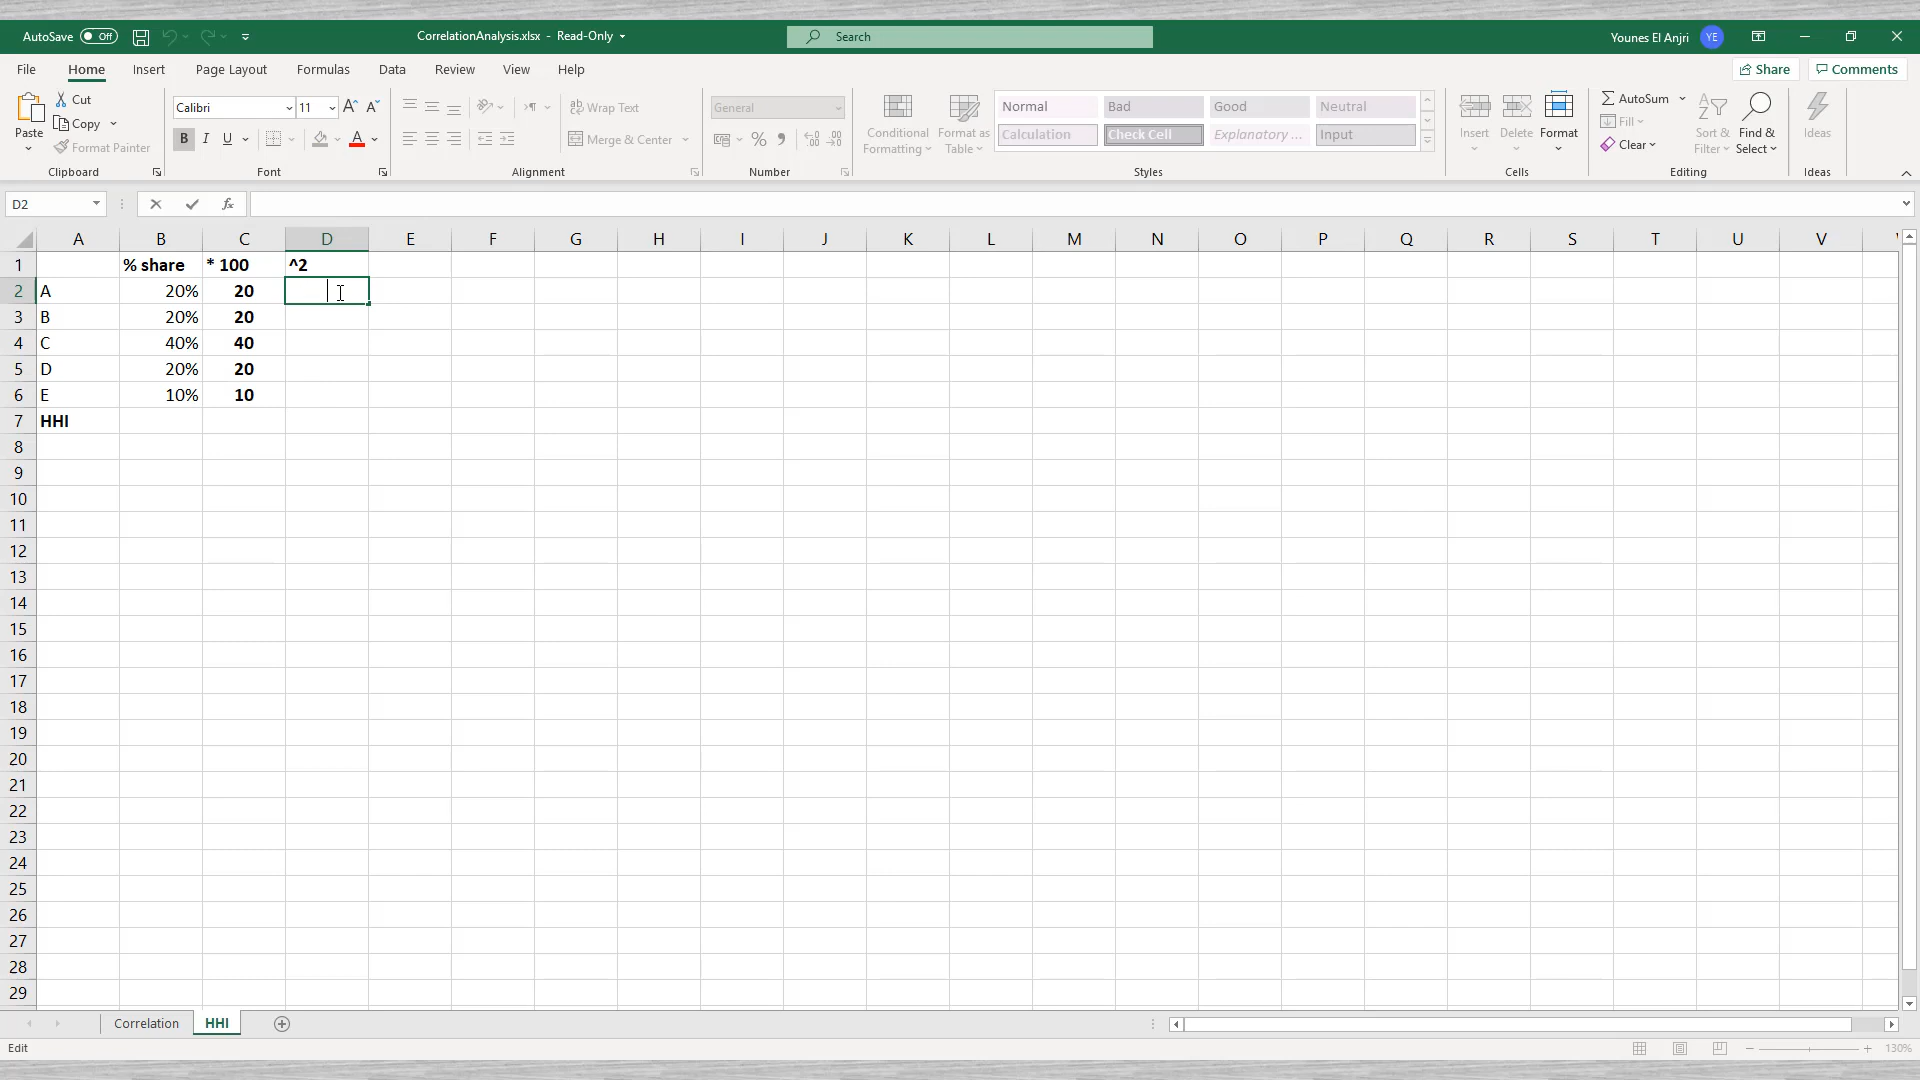 AutoSave Off CorrelationAnalysis.xlsx - Read-Only Search Younes El Anjri YE
File Home Insert Page Layout Formulas Data Review View Help Share Comments
Paste Cut Copy Format Painter Clipboard
Calibri 11 A A B I U A Font
ab Wrap Text Merge & Center Alignment
General % Number
Conditional Formatting Format as Table
Normal Bad Good Neutral
Calculation Check Cell Explanatory ... Input
Styles
Insert Delete Format Cells
AutoSum Fill Clear Sort & Filter Find & Select Editing
Ideas Ideas
D2 fx
A B C D E F G H I J K L M N O P Q R S T U V
1 % share * 100 ^2
2 A 20% 20
3 B 20% 20
4 C 40% 40
5 D 20% 20
6 E 10% 10
7 HHI
8
9
10
11
12
13
14
15
16
17
18
19
20
21
22
23
24
25
26
27
28
29
Correlation HHI
Edit 130%